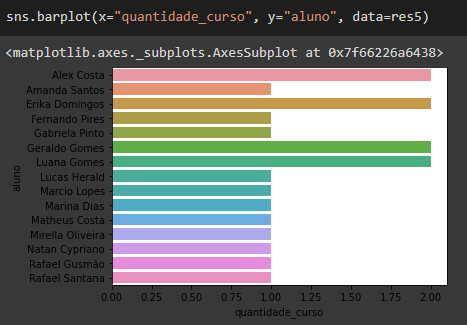 sns.barplot(x="quantidade_curso", y="aluno", data=res5)
<matplotlib.axes._subplots.AxesSubplot at 0x7f66226a6438>
Alex Costa
Amanda Santos
Erika Domingos
Fernando Pires
Gabriela Pinto
Geraldo Gomes
Luana Gomes
Lucas Herald
Marcio Lopes
Marina Dias
Matheus Costa
Mirella Oliveira
Natan Cypriano
Rafael Gusmão
Rafael Santana
aluno
0.00 0.25 0.50 0.75 1.00 1.25 1.50 1.75 2.00
quantidade_curso